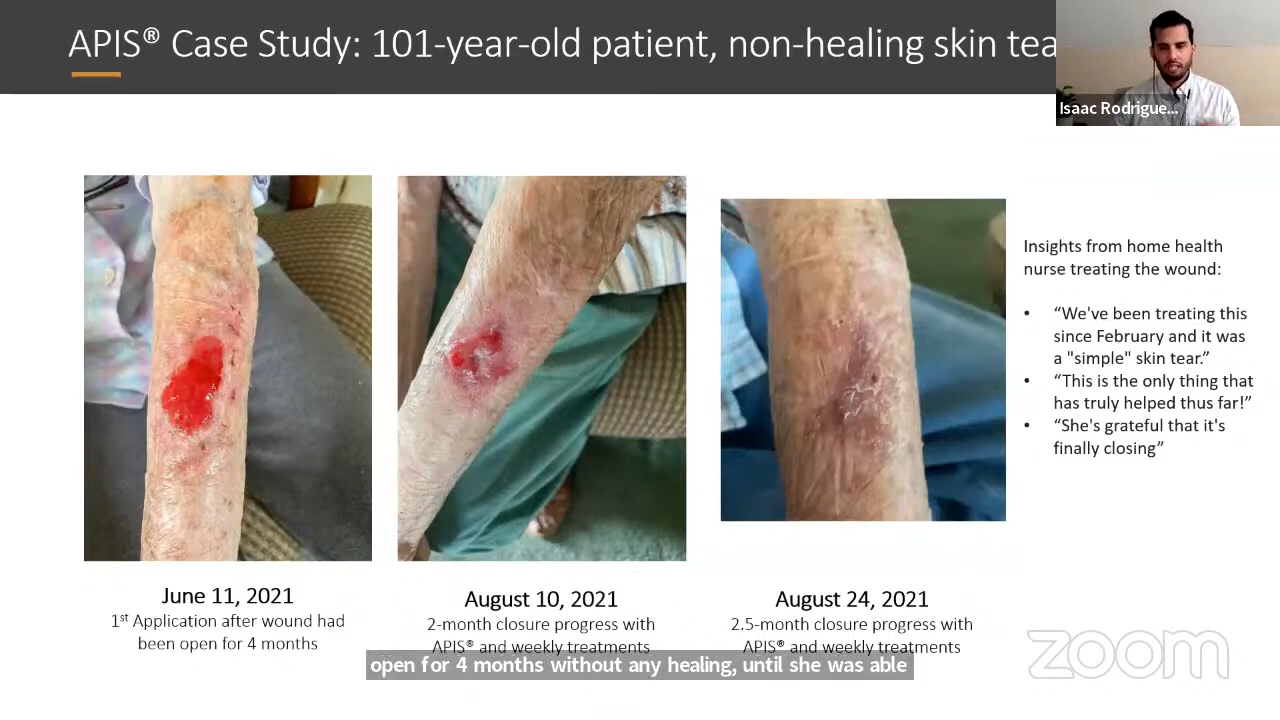 APIS® Case Study: 101-year-old patient, non-healing skin tea
Isaac Rodrigue...
Insights from home health
nurse treating the wound:
• “We've been treating this
since February and it was
a "simple" skin tear.”
• “This is the only thing that
has truly helped thus far!”
• “She's grateful that it's
finally closing”
June 11, 2021
1st Application after wound had
been open for 4 months
August 10, 2021
2-month closure progress with
APIS® and weekly treatments
August 24, 2021
2.5-month closure progress with
APIS® and weekly treatments
open for 4 months without any healing, until she was able
zoom